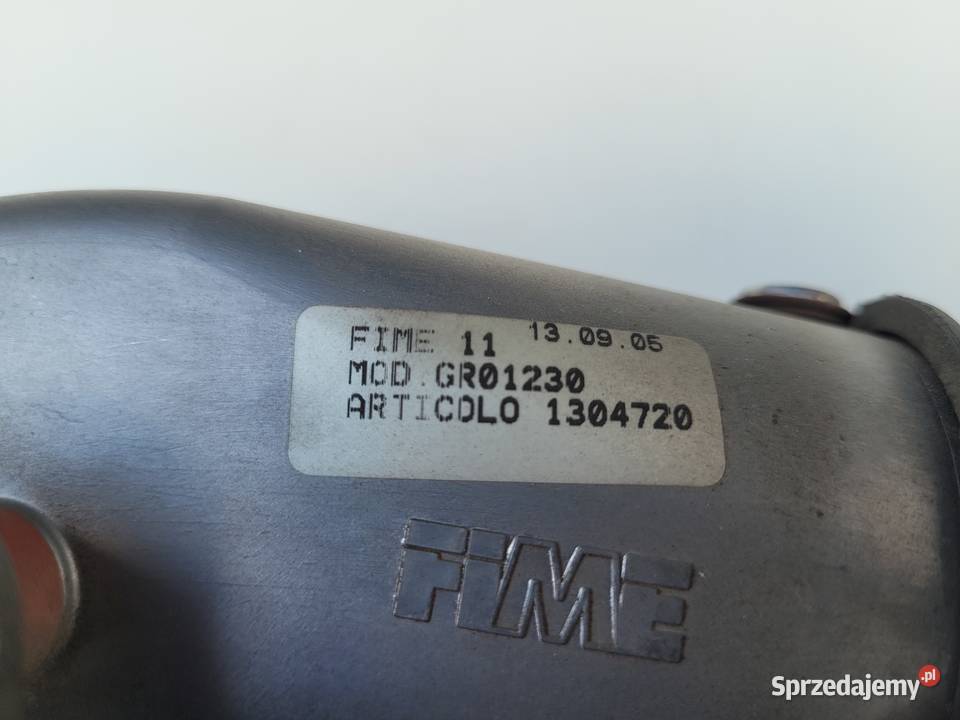 FIME 11 13.09.05
MOD.GR01230
ARTICOLO 1304720
FIME
Sprzedajemy.pl